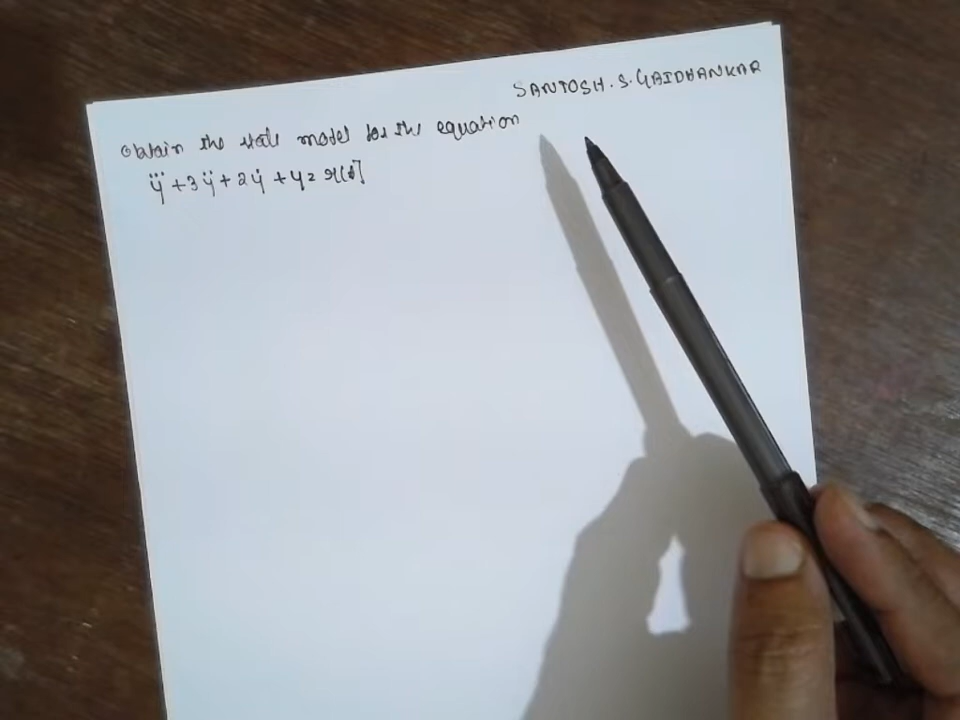 SANTOSH.S.GAIDHANKAR
Obtain the state model for the equation
y⃛ + 3ÿ + 2ẏ + y = r(t)